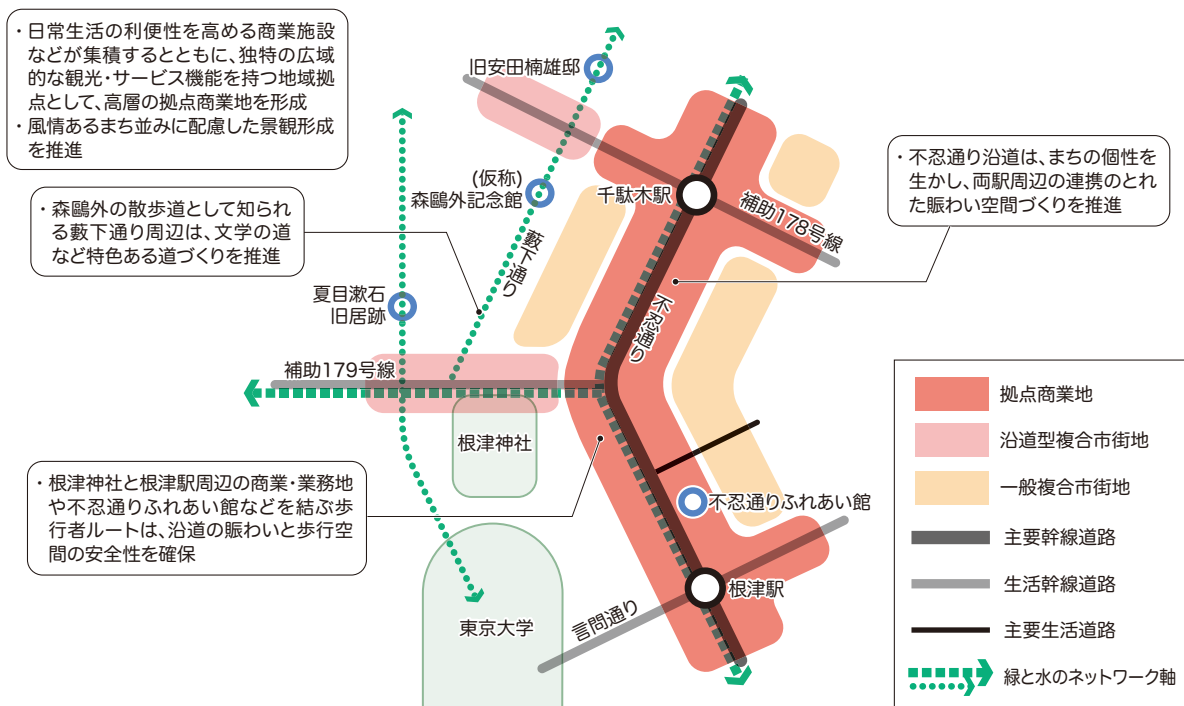 ・日常生活の利便性を高める商業施設
などが集積するとともに、独特の広域
的な観光・サービス機能を持つ地域拠
点として、高層の拠点商業地を形成
・風情あるまち並みに配慮した景観形成
を推進
旧安田楠雄邸
・森鷗外の散歩道として知られ
る藪下通り周辺は、文学の道
など特色ある道づくりを推進
(仮称)
森鷗外記念館
千駄木駅
・不忍通り沿道は、まちの個性を
生かし、両駅周辺の連携のとれ
た賑わい空間づくりを推進
補助178号線
藪下通り
夏目漱石
旧居跡
不忍通り
補助179号線
根津神社
・根津神社と根津駅周辺の商業・業務地
や不忍通りふれあい館などを結ぶ歩
行者ルートは、沿道の賑わいと歩行空
間の安全性を確保
不忍通りふれあい館
根津駅
言問通り
東京大学
拠点商業地
沿道型複合市街地
一般複合市街地
主要幹線道路
生活幹線道路
主要生活道路
緑と水のネットワーク軸